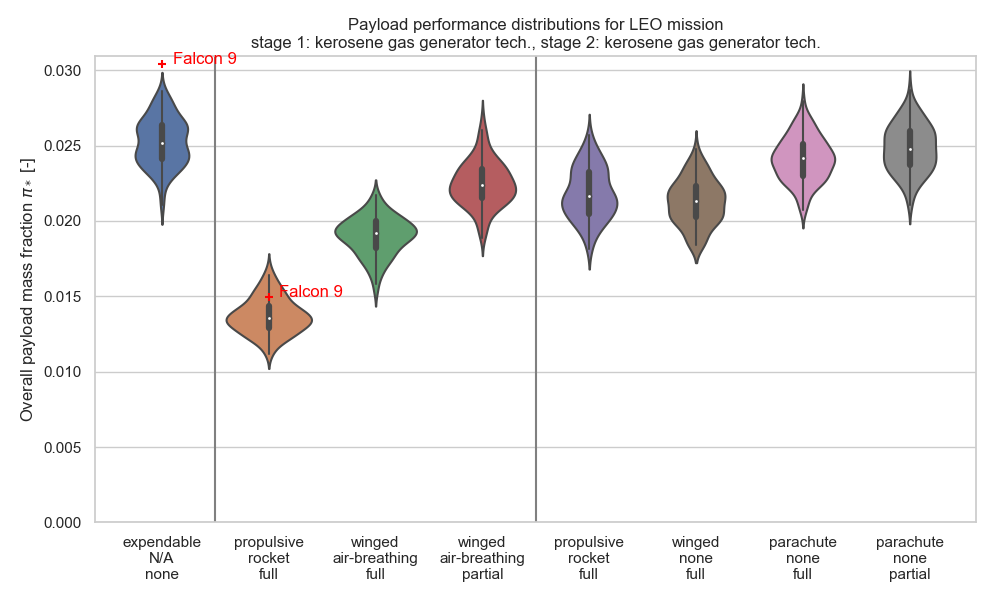 Payload performance distributions for LEO mission
stage 1: kerosene gas generator tech., stage 2: kerosene gas generator tech.
Overall payload mass fraction π* [-]
0.030
0.025
0.020
0.015
0.010
0.005
0.000
Falcon 9
Falcon 9
expendable
N/A
none
propulsive
rocket
full
winged
air-breathing
full
winged
air-breathing
partial
propulsive
rocket
full
winged
none
full
parachute
none
full
parachute
none
partial